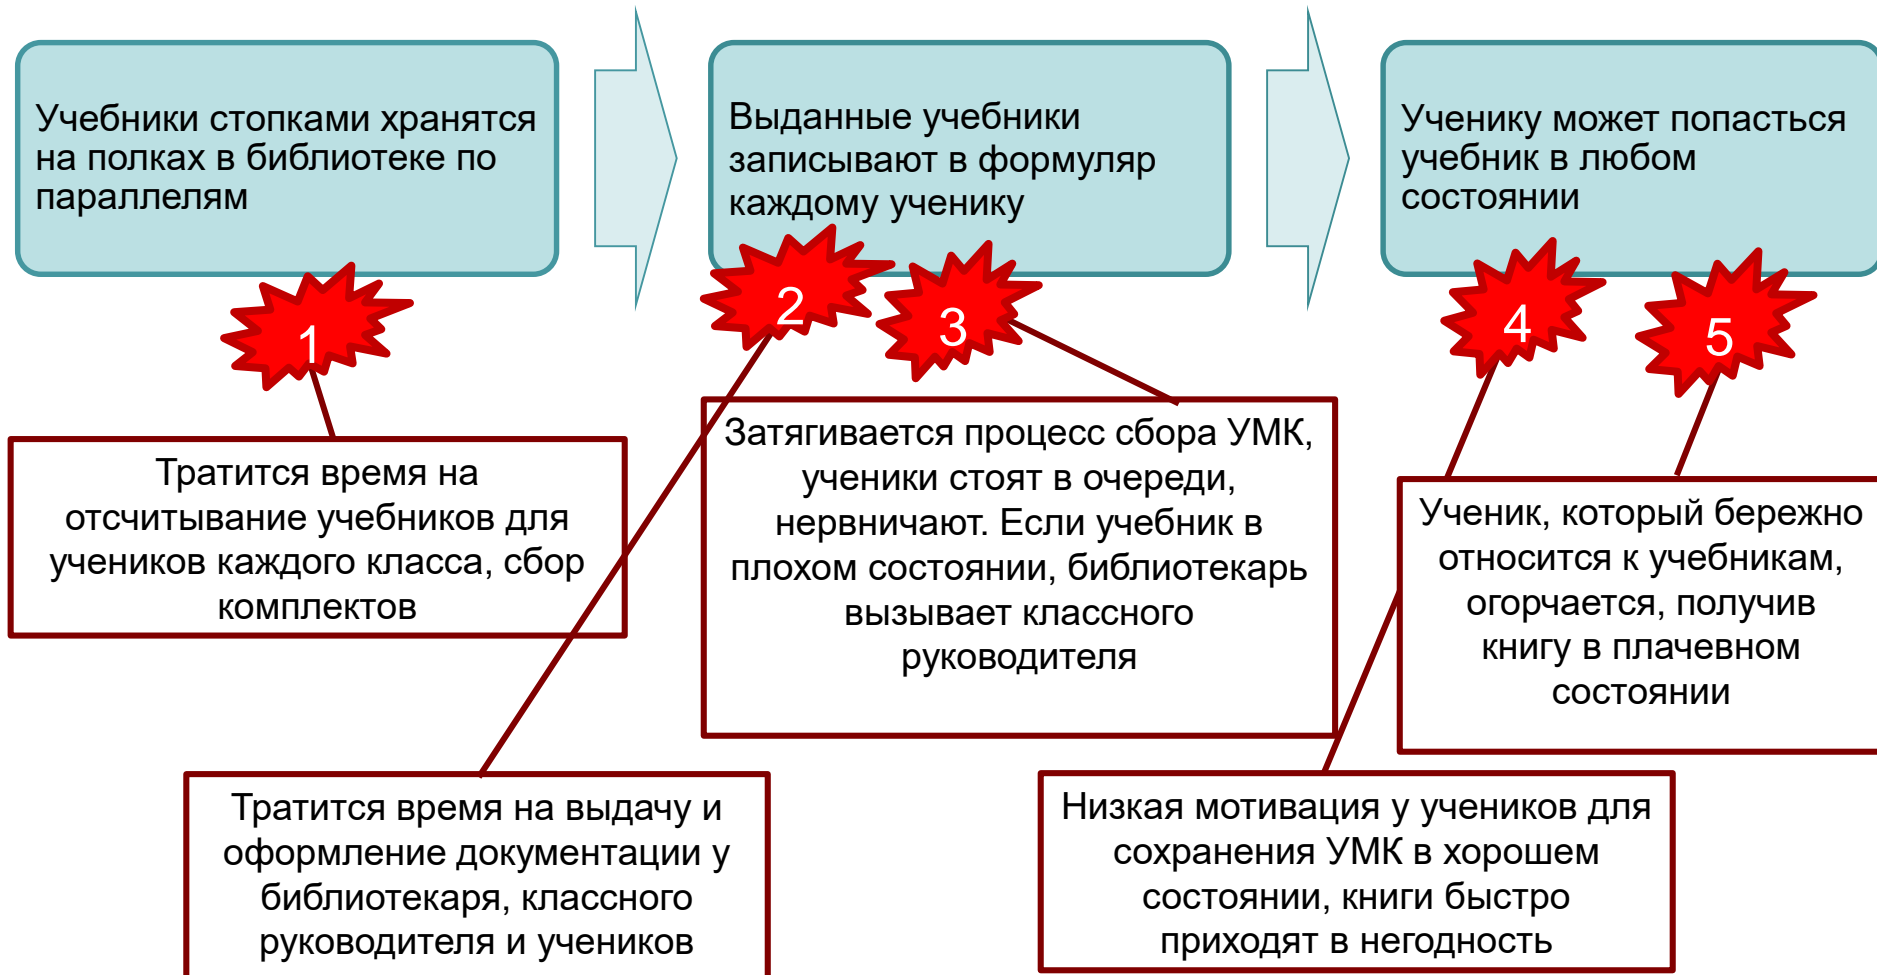 Учебники стопками хранятся
на полках в библиотеке по
параллелям
Выданные учебники
записывают в формуляр
каждому ученику
Ученику может попасться
учебник в любом
состоянии
1
2
3
4
5
Тратится время на
отсчитывание учебников для
учеников каждого класса, сбор
комплектов
Затягивается процесс сбора УМК,
ученики стоят в очереди,
нервничают. Если учебник в
плохом состоянии, библиотекарь
вызывает классного
руководителя
Ученик, который бережно
относится к учебникам,
огорчается, получив
книгу в плачевном
состоянии
Тратится время на выдачу и
оформление документации у
библиотекаря, классного
руководителя и учеников
Низкая мотивация у учеников для
сохранения УМК в хорошем
состоянии, книги быстро
приходят в негодность